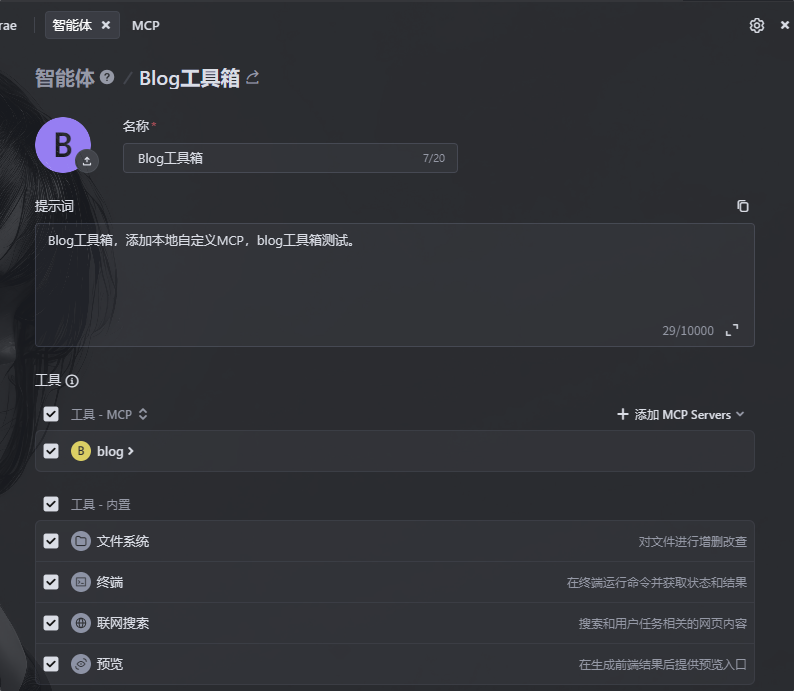 rae 智能体 MCP
智能体 / Blog工具箱
B
名称 *
Blog工具箱 7/20
提示词
Blog工具箱，添加本地自定义MCP，blog工具箱测试。
29/10000
工具
工具 - MCP 添加 MCP Servers
B blog
工具 - 内置
文件系统 对文件进行增删改查
终端 在终端运行命令并获取状态和结果
联网搜索 搜索和用户任务相关的网页内容
预览 在生成前端结果后提供预览入口